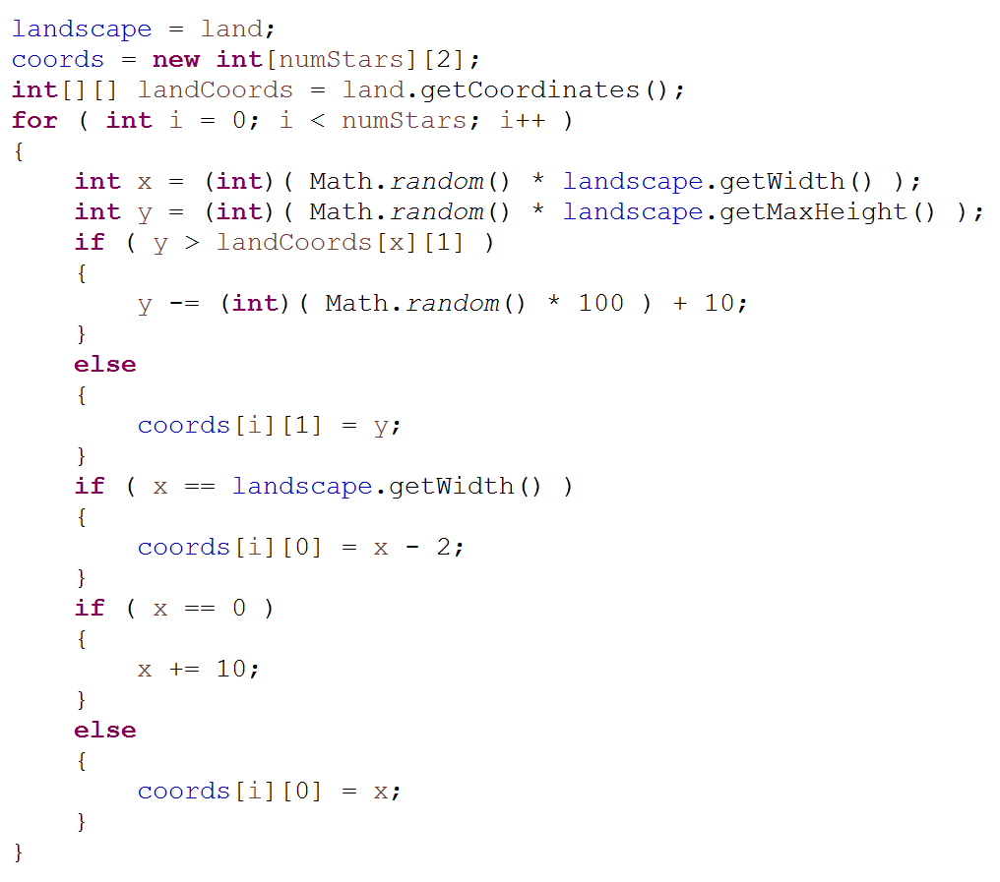 landscape = land;
coords = new int[numStars][2];
int[][] landCoords = land.getCoordinates();
for ( int i = 0; i < numStars; i++ )
{
    int x = (int)( Math.random() * landscape.getWidth() );
    int y = (int)( Math.random() * landscape.getMaxHeight() );
    if ( y > landCoords[x][1] )
    {
        y -= (int)( Math.random() * 100 ) + 10;
    }
    else
    {
        coords[i][1] = y;
    }
    if ( x == landscape.getWidth() )
    {
        coords[i][0] = x - 2;
    }
    if ( x == 0 )
    {
        x += 10;
    }
    else
    {
        coords[i][0] = x;
    }
}